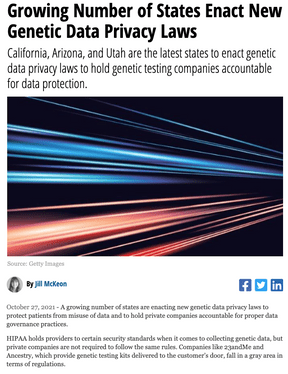 Growing Number of States Enact New
Genetic Data Privacy Laws
California, Arizona, and Utah are the latest states to enact genetic
data privacy laws to hold genetic testing companies accountable
for data protection.
Source: Getty Images
By Jill McKeon
October 27, 2021 - A growing number of states are enacting new genetic data privacy laws to
protect patients from misuse of data and to hold private companies accountable for proper data
governance practices.
HIPAA holds providers to certain security standards when it comes to collecting genetic data, but
private companies are not required to follow the same rules. Companies like 23andMe and
Ancestry, which provide genetic testing kits delivered to the customer's door, fall in a gray area in
terms of regulations.